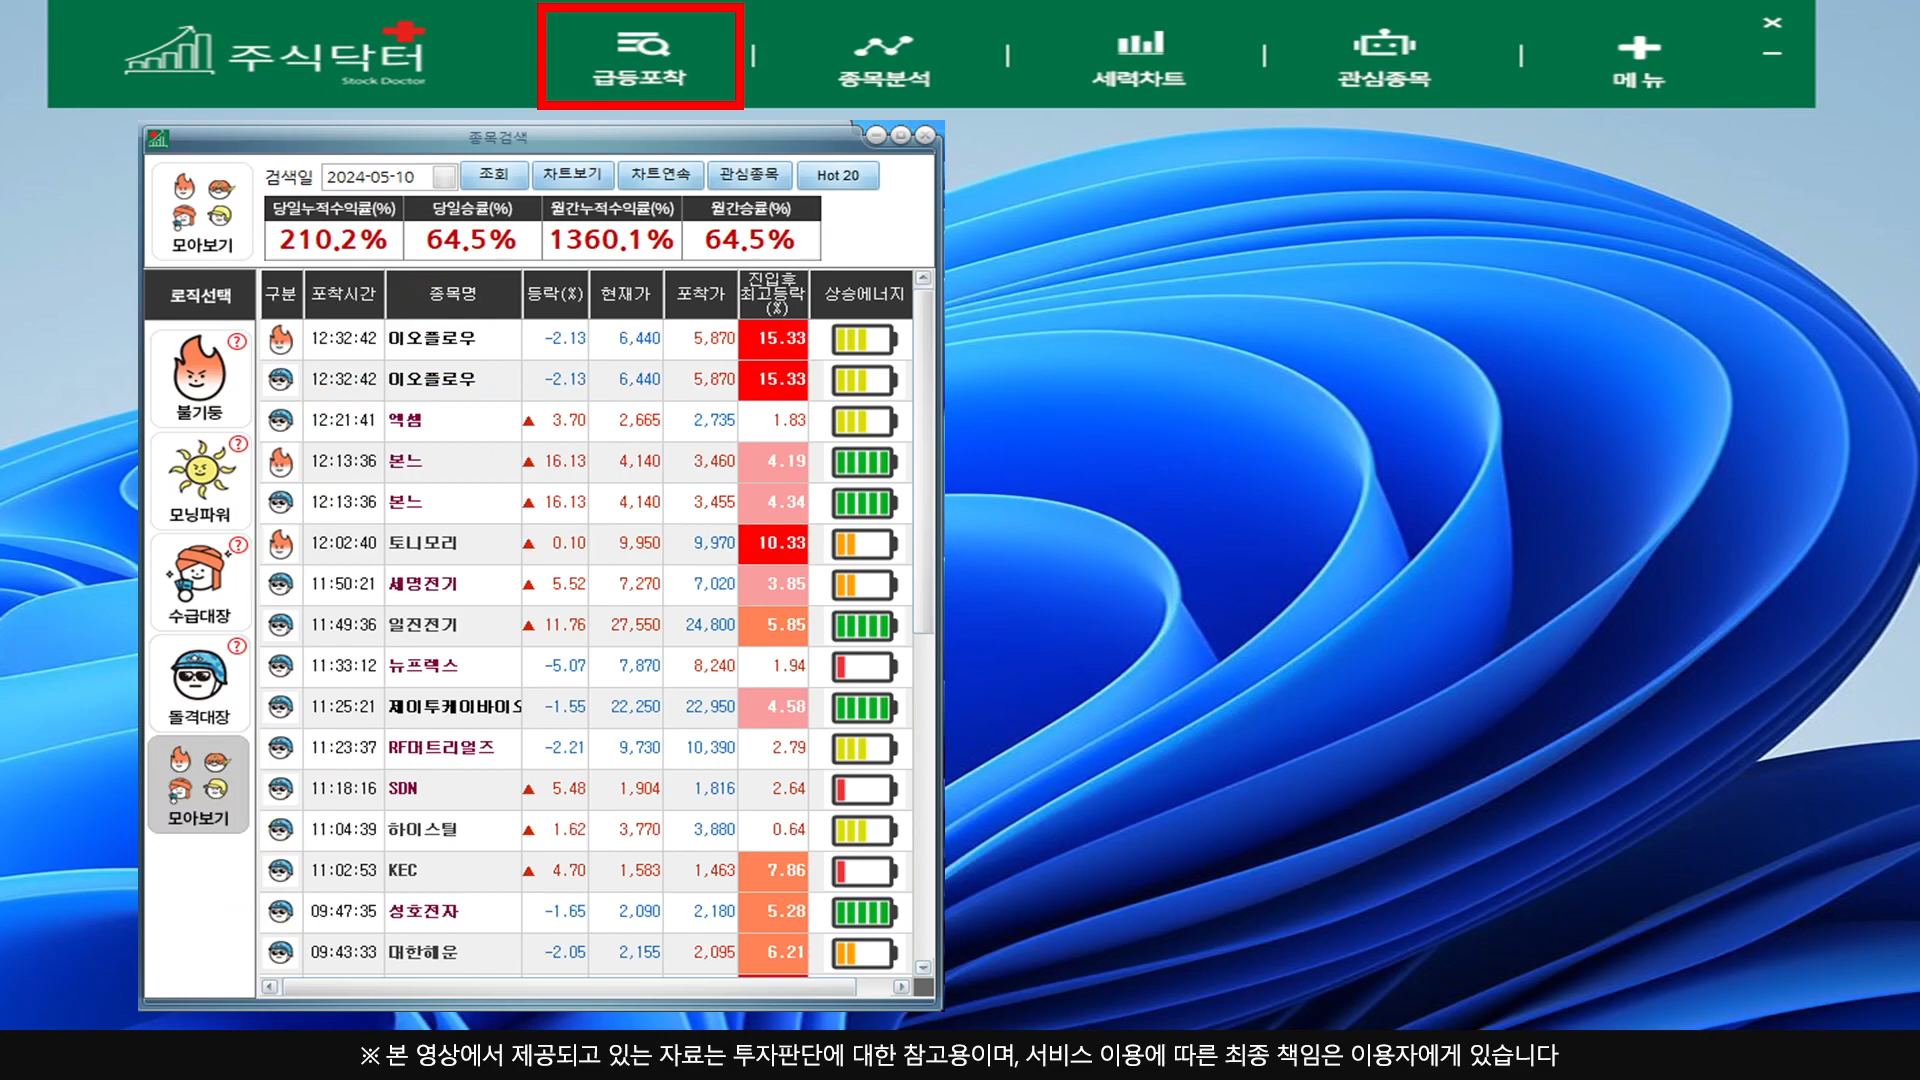 주식닥터
Stock Doctor
급등포착
종목분석
세력차트
관심종목
메뉴
종목검색
모아보기
검색일 2024-05-10 조회 차트보기 차트연속 관심종목 Hot 20
당일누적수익률(%) 당일승률(%) 월간누적수익률(%) 월간승률(%)
210.2% 64.5% 1360.1% 64.5%
로직선택
불기둥
모닝파워
수급대장
돌격대장
모아보기
구분 포착시간 종목명 등락(%) 현재가 포착가 진입후 최고등락 (%) 상승에너지
12:32:42 이오플로우 -2.13 6,440 5,870 15.33
12:32:42 이오플로우 -2.13 6,440 5,870 15.33
12:21:41 엑셈 ▲ 3.70 2,665 2,735 1.83
12:13:36 본느 ▲ 16.13 4,140 3,460 4.19
12:13:36 본느 ▲ 16.13 4,140 3,455 4.34
12:02:40 토니모리 ▲ 0.10 9,950 9,970 10.33
11:50:21 세명전기 ▲ 5.52 7,270 7,020 3.85
11:49:36 일진전기 ▲ 11.76 27,550 24,800 5.85
11:33:12 뉴프렉스 -5.07 7,870 8,240 1.94
11:25:21 제이투케이바이오 -1.55 22,250 22,950 4.58
11:23:37 RF머트리얼즈 -2.21 9,730 10,390 2.79
11:18:16 SDN ▲ 5.48 1,904 1,816 2.64
11:04:39 하이스틸 ▲ 1.62 3,770 3,880 0.64
11:02:53 KEC ▲ 4.70 1,583 1,463 7.86
09:47:35 성호전자 -1.65 2,090 2,180 5.28
09:43:33 대한해운 -2.05 2,155 2,095 6.21
※ 본 영상에서 제공되고 있는 자료는 투자판단에 대한 참고용이며, 서비스 이용에 따른 최종 책임은 이용자에게 있습니다